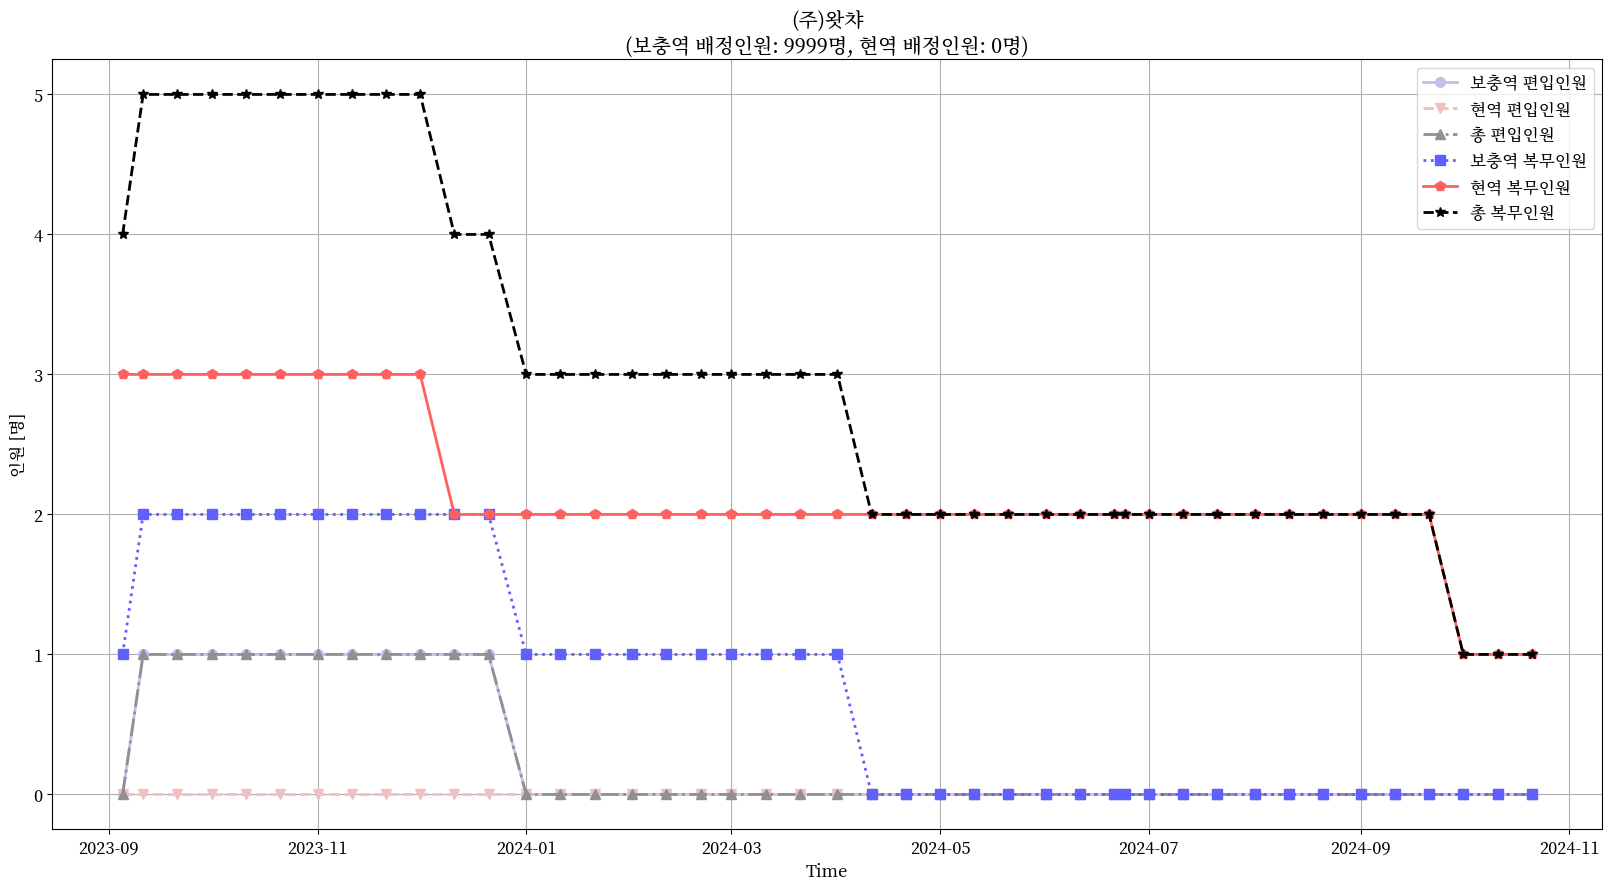 (주)왓챠
(보충역 배정인원: 9999명, 현역 배정인원: 0명)
보충역 편입인원
현역 편입인원
총 편입인원
보충역 복무인원
현역 복무인원
총 복무인원
인원 [명]
5
4
3
2
1
0
2023-09
2023-11
2024-01
2024-03
2024-05
2024-07
2024-09
2024-11
Time